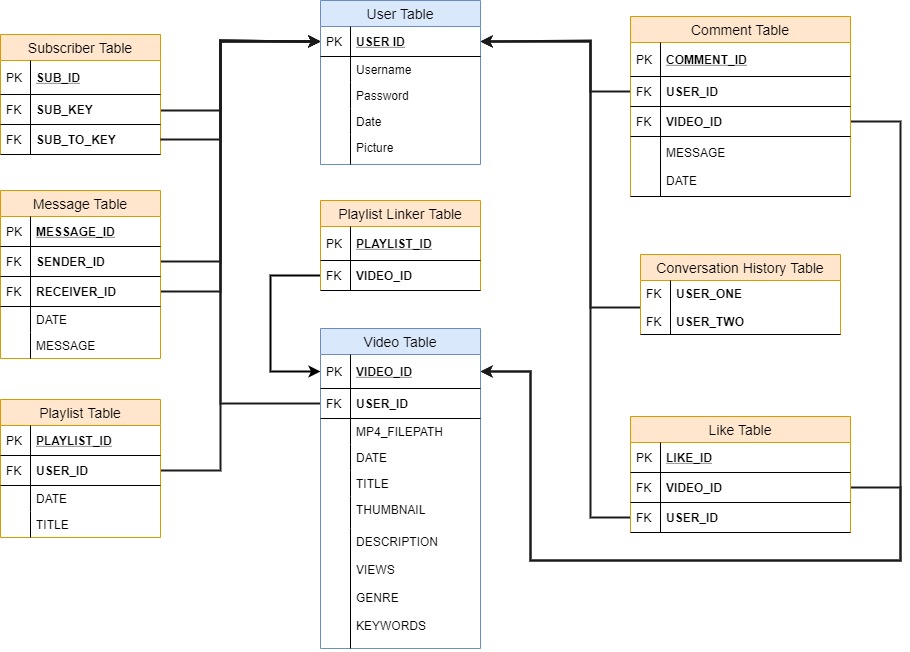 User Table
PK USER ID
Username
Password
Date
Picture
Subscriber Table
PK SUB_ID
FK SUB_KEY
FK SUB_TO_KEY
Message Table
PK MESSAGE_ID
FK SENDER_ID
FK RECEIVER_ID
DATE
MESSAGE
Playlist Table
PK PLAYLIST_ID
FK USER_ID
DATE
TITLE
Playlist Linker Table
PK PLAYLIST_ID
FK VIDEO_ID
Video Table
PK VIDEO_ID
FK USER_ID
MP4_FILEPATH
DATE
TITLE
THUMBNAIL
DESCRIPTION
VIEWS
GENRE
KEYWORDS
Comment Table
PK COMMENT_ID
FK USER_ID
FK VIDEO_ID
MESSAGE
DATE
Conversation History Table
FK USER_ONE
FK USER_TWO
Like Table
PK LIKE_ID
FK VIDEO_ID
FK USER_ID